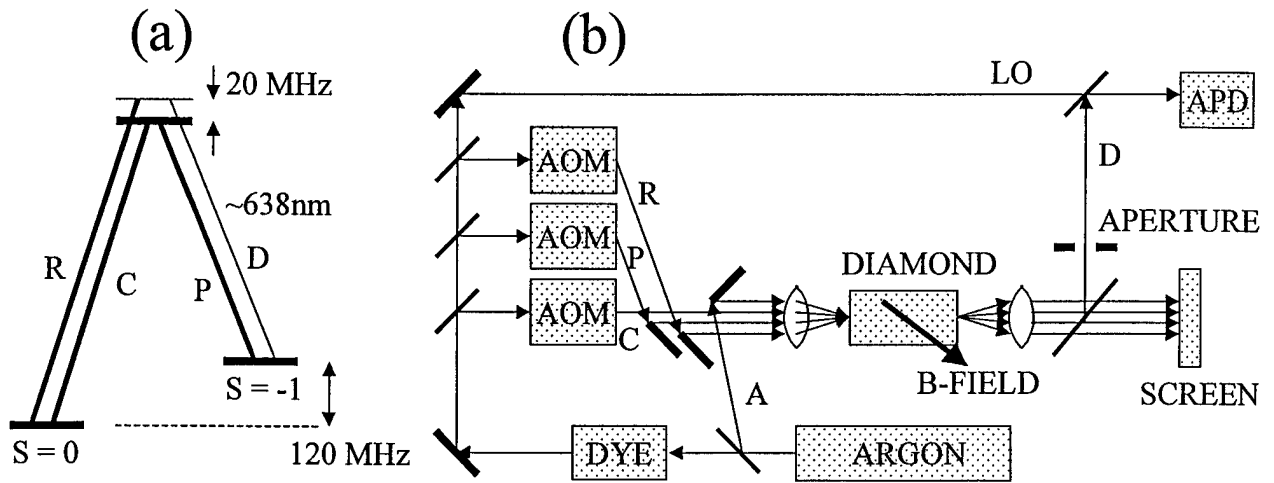 (a)
20 MHz
~638nm
R
C
P
D
S = -1
S = 0
120 MHz
(b)
LO
APD
AOM
R
D
AOM
P
APERTURE
DIAMOND
AOM
C
B-FIELD
SCREEN
A
DYE
ARGON